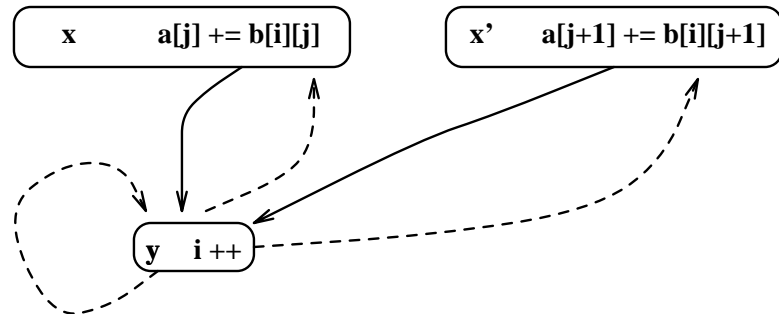 x a[j] += b[i][j]
x’ a[j+1] += b[i][j+1]
y i ++